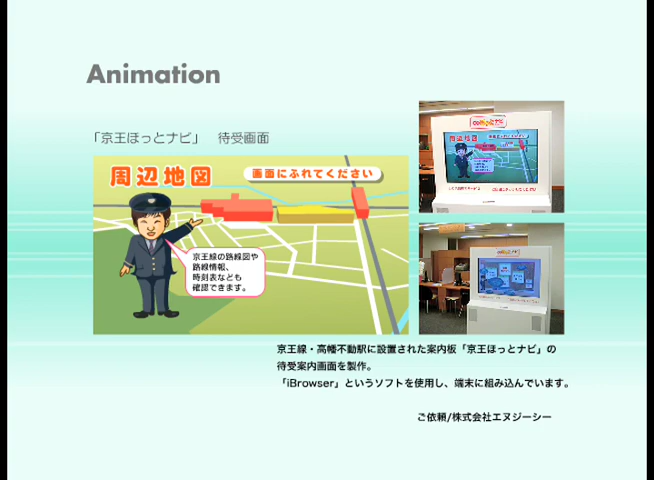 Animation
「京王ほっとナビ」　待受画面
周辺地図
画面にふれてください
京王線の路線図や
路線情報、
時刻表なども
確認できます。
周辺地図
京王線・高幡不動駅に設置された案内板「京王ほっとナビ」の
待受案内画面を製作。
「iBrowser」というソフトを使用し、端末に組み込んでいます。
ご依頼/株式会社エヌジーシー